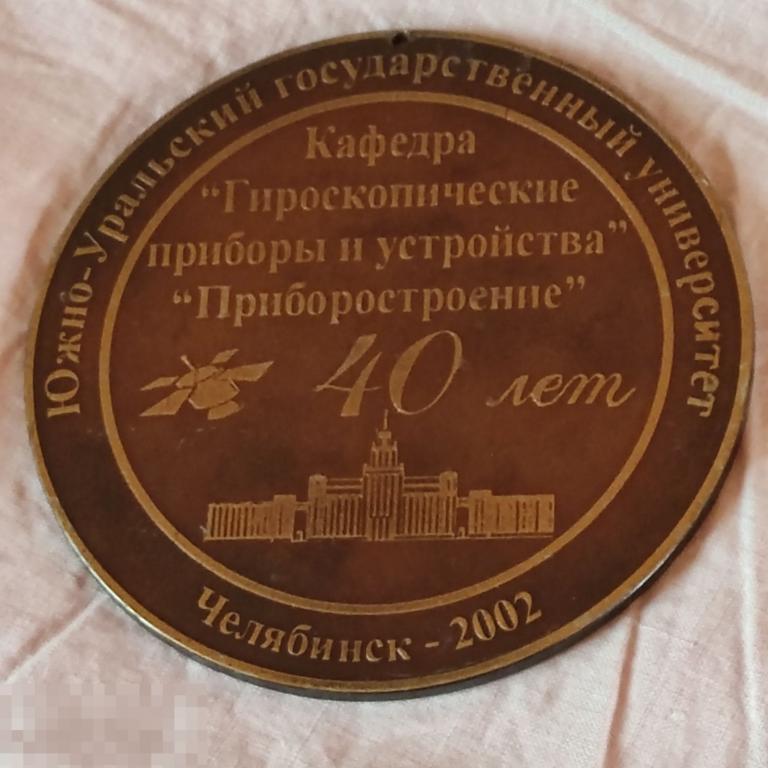 Южно-Уральский государственный университет
Кафедра
“Гироскопические
приборы и устройства”
“Приборостроение”
40 лет
Челябинск - 2002